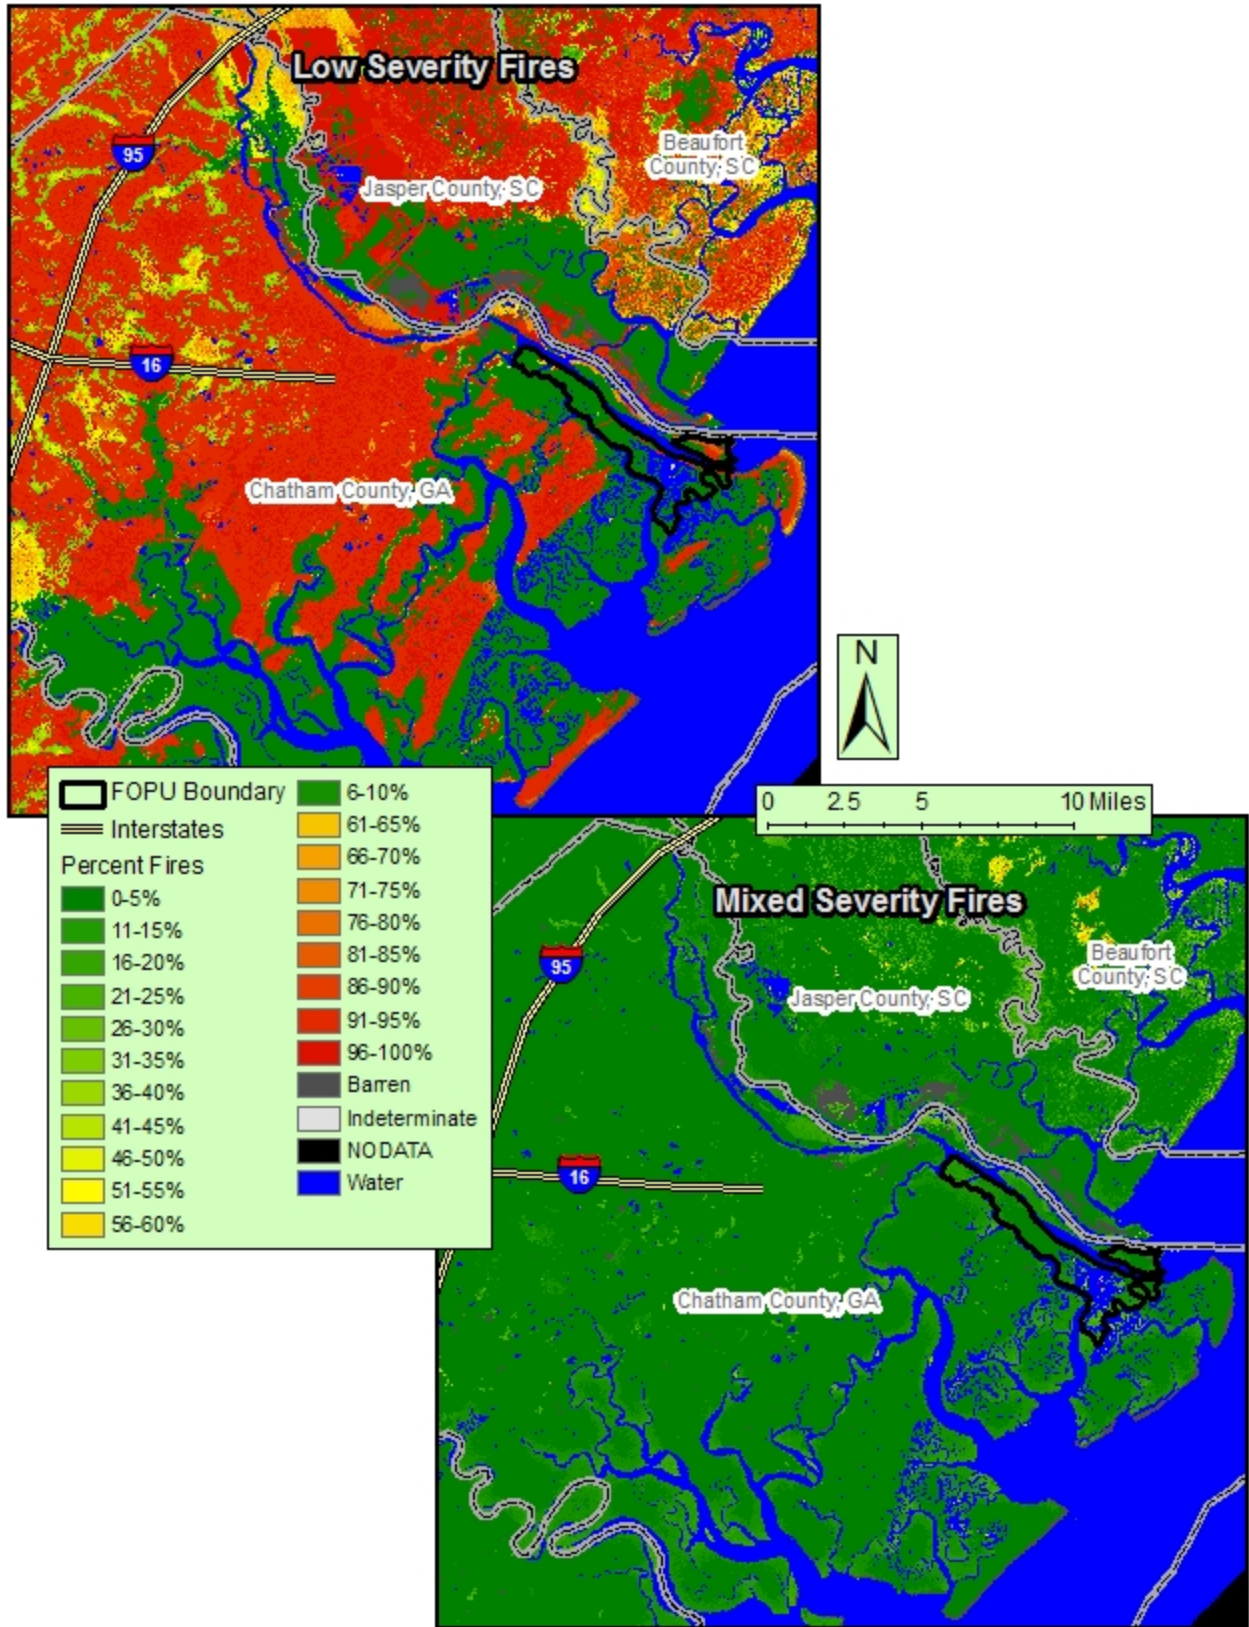 Low Severity Fires
95
Beaufort
County, SC
Jasper County, SC
16
Chatham County, GA
N
0 2.5 5 10 Miles
FOPU Boundary
Interstates
Percent Fires
0-5%
11-15%
16-20%
21-25%
26-30%
31-35%
36-40%
41-45%
46-50%
51-55%
56-60%
6-10%
61-65%
66-70%
71-75%
76-80%
81-85%
86-90%
91-95%
96-100%
Barren
Indeterminate
NODATA
Water
Mixed Severity Fires
95
Beaufort
County, SC
Jasper County, SC
16
Chatham County, GA